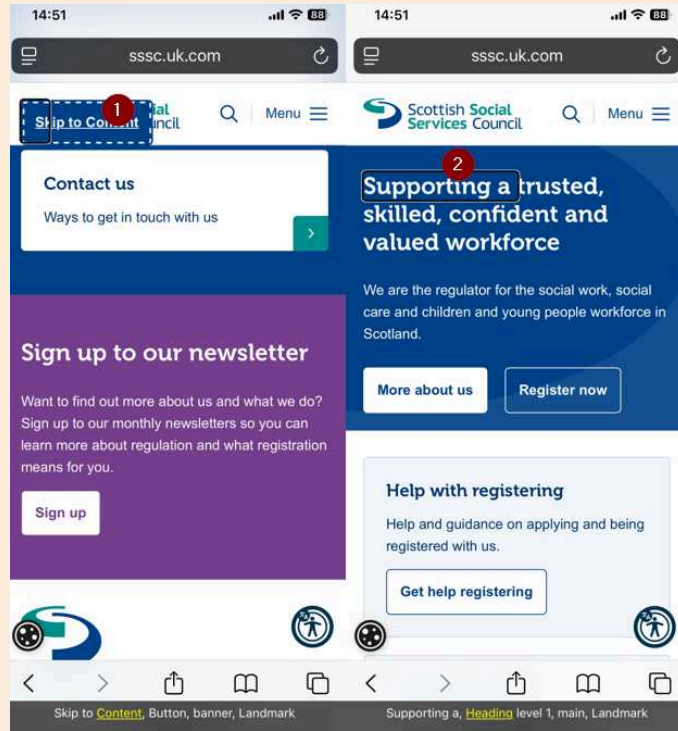 14:51
88
sssc.uk.com
1
Skip to Content
ial
uncil
Menu
Contact us
Ways to get in touch with us
Sign up to our newsletter
Want to find out more about us and what we do?
Sign up to our monthly newsletters so you can
learn more about regulation and what registration
means for you.
Sign up
Skip to Content, Button, banner, Landmark
14:51
88
sssc.uk.com
Scottish Social
Services Council
Menu
2
Supporting a trusted,
skilled, confident and
valued workforce
We are the regulator for the social work, social
care and children and young people workforce in
Scotland.
More about us
Register now
Help with registering
Help and guidance on applying and being
registered with us.
Get help registering
Supporting a, Heading level 1, main, Landmark